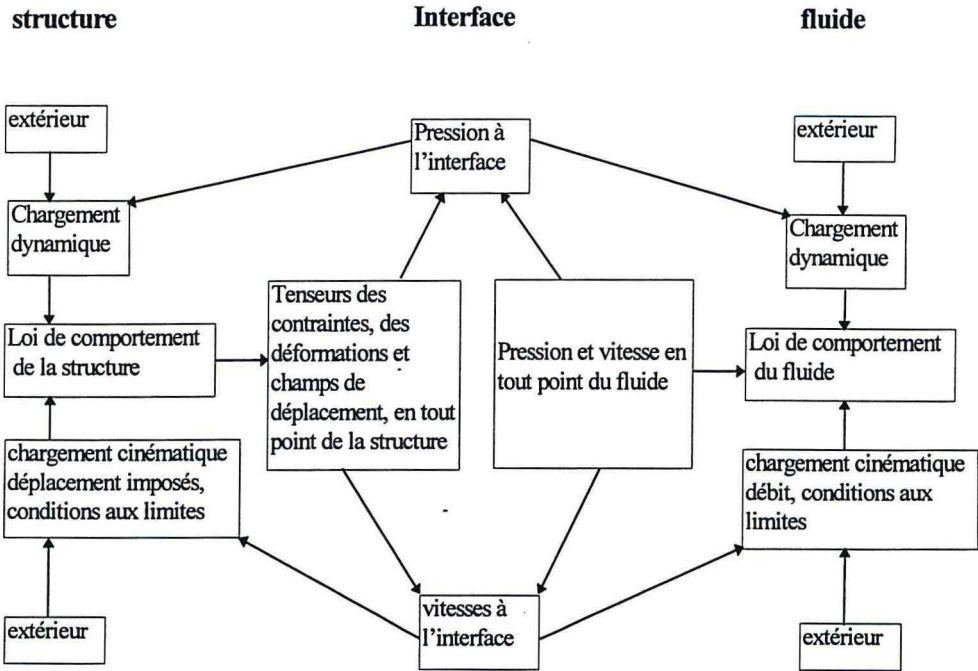 structure
Interface
fluide
extérieur
Pression à
l'interface
extérieur
Chargement
dynamique
Chargement
dynamique
Tenseurs des
contraintes, des
déformations et
champs de
déplacement, en tout
point de la structure
Pression et vitesse en
tout point du fluide
Loi de comportement
de la structure
Loi de comportement
du fluide
chargement cinématique
déplacement imposés,
conditions aux limites
chargement cinématique
débit, conditions aux
limites
vitesses à
l'interface
extérieur
extérieur